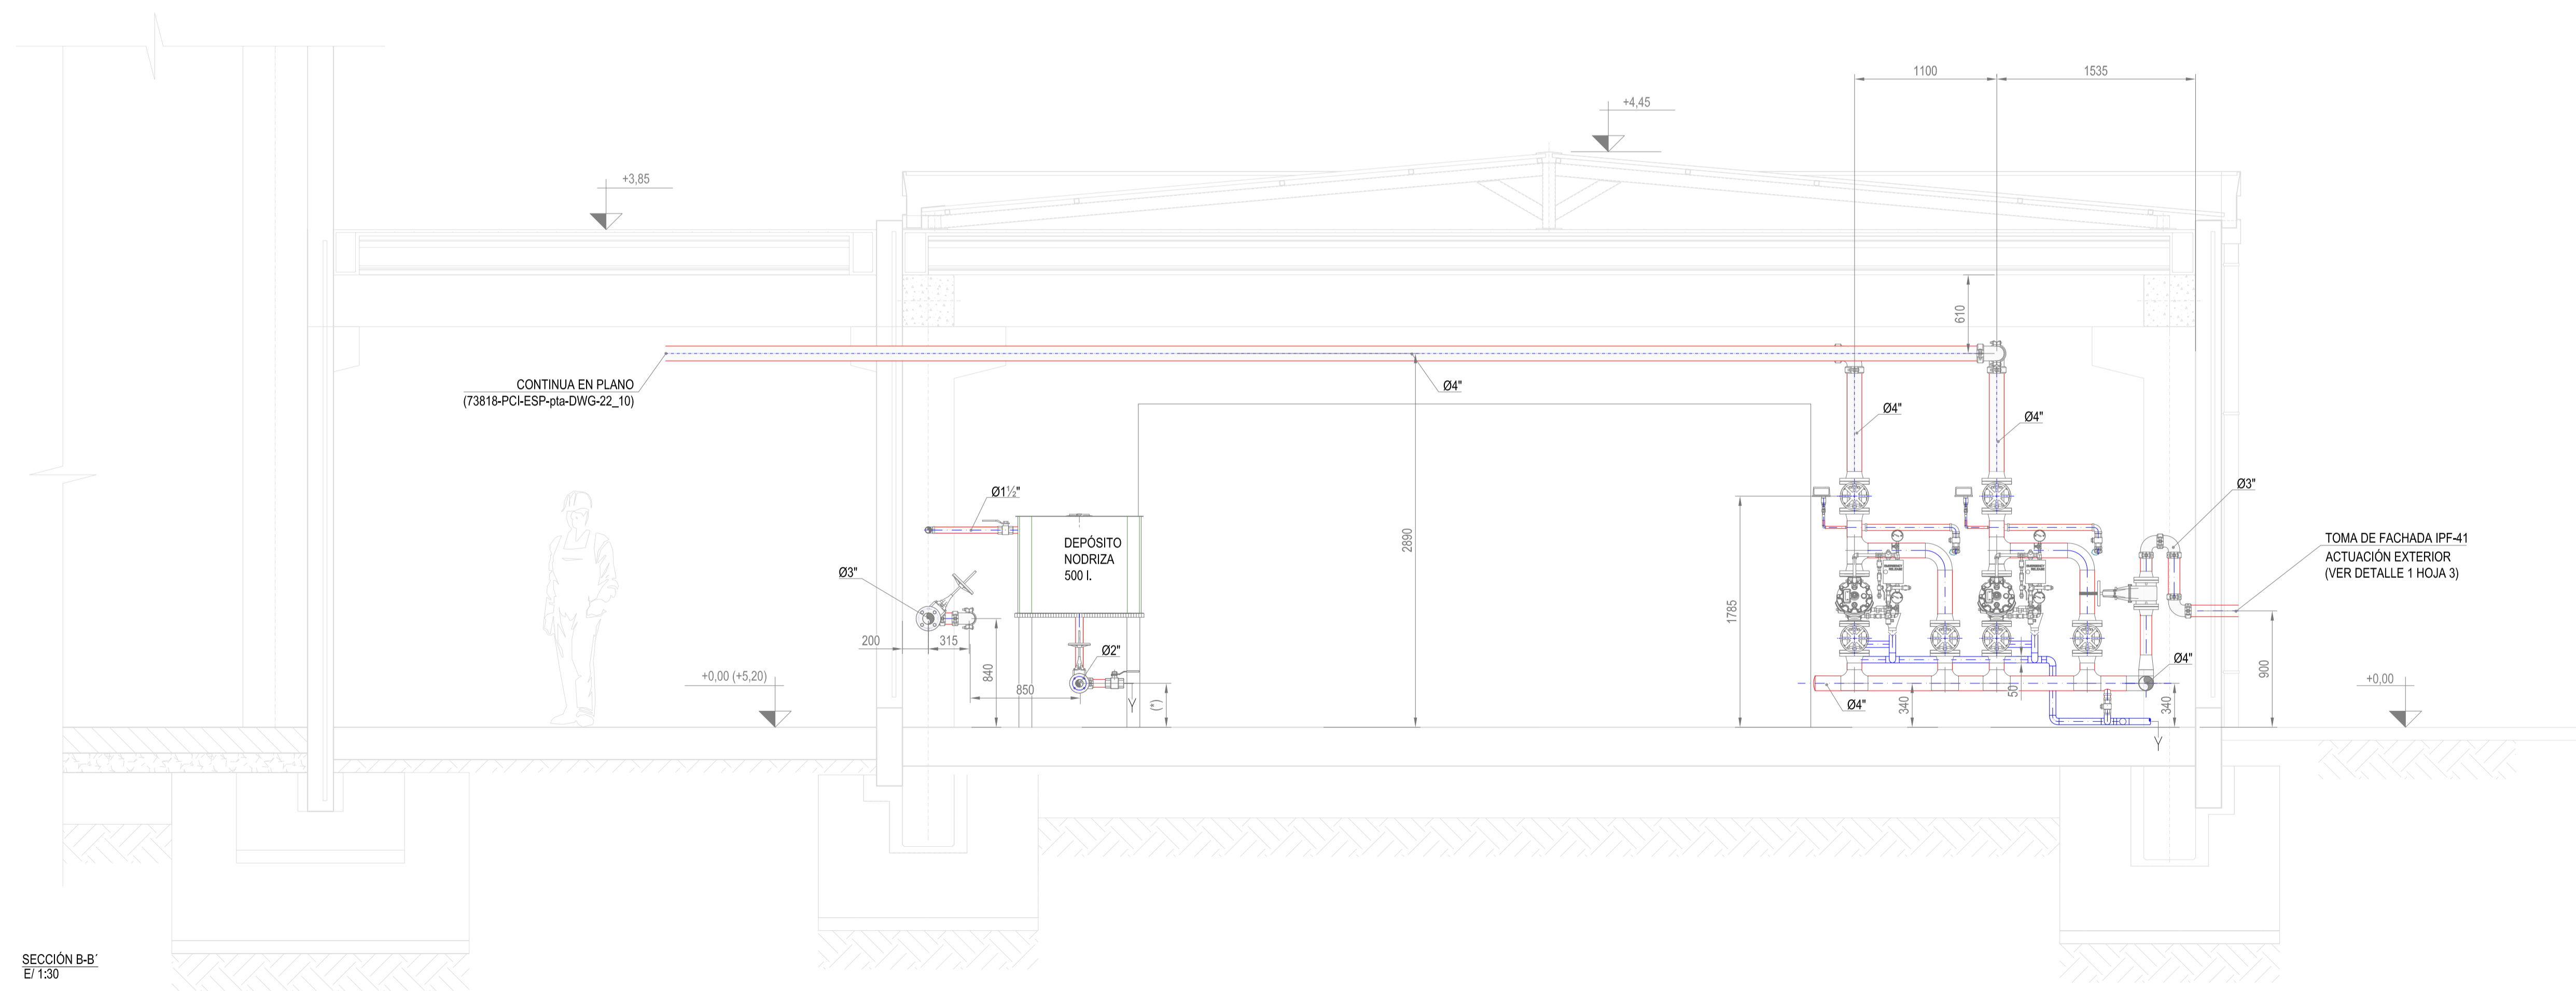 1100
1535
+4,45
+3,85
610
CONTINUA EN PLANO
(73818-PCI-ESP-pta-DWG-22_10)
Ø4"
Ø4"
Ø4"
Ø1½"
Ø3"
DEPÓSITO
NODRIZA
500 l.
2890
1785
TOMA DE FACHADA IPF-41
ACTUACIÓN EXTERIOR
(VER DETALLE 1 HOJA 3)
Ø3"
200
315
840
Ø2"
850
(*)
+0,00 (+5,20)
Ø4"
340
50
Ø4"
340
900
+0,00
SECCIÓN B-B´
E/ 1:30